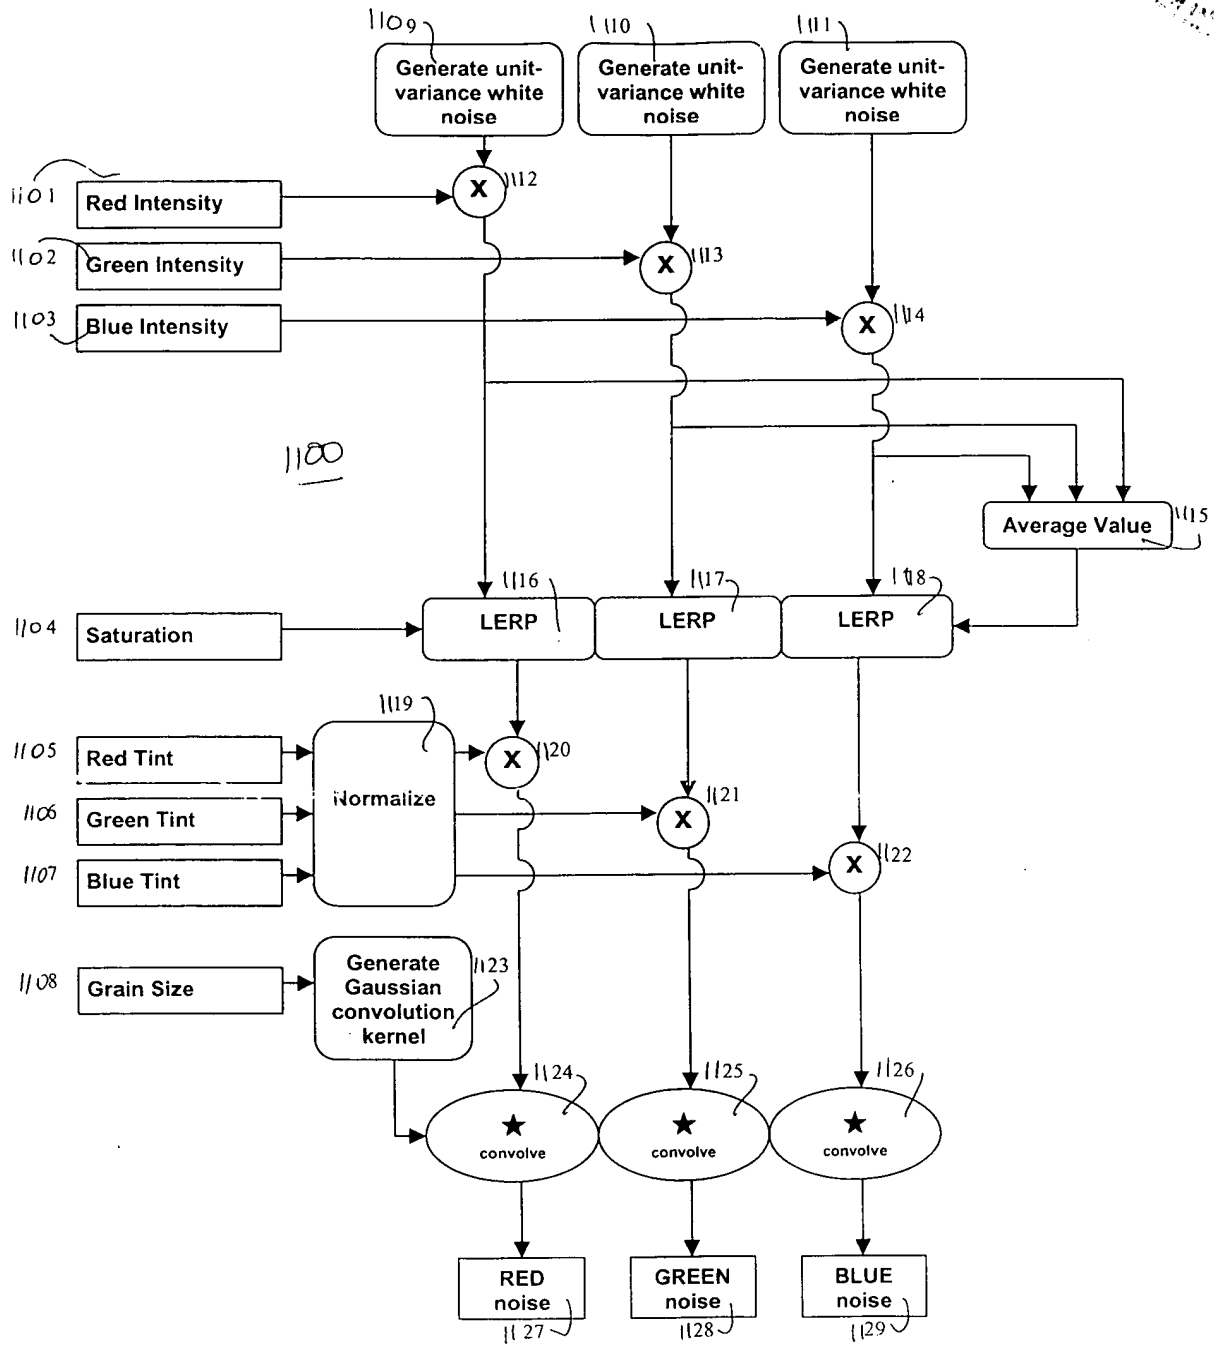 1109
1110
1111
Generate unit-
variance white
noise
Generate unit-
variance white
noise
Generate unit-
variance white
noise
1101
Red Intensity
X
1112
1102
Green Intensity
X
1113
1103
Blue Intensity
X
1114
1100
Average Value
1115
1116
1117
1118
1104
Saturation
LERP
LERP
LERP
1119
1105
Red Tint
Normalize
X
1120
1106
Green Tint
X
1121
1107
Blue Tint
X
1122
1108
Grain Size
Generate
Gaussian
convolution
kernel
1123
1124
1125
1126
convolve
convolve
convolve
RED
noise
GREEN
noise
BLUE
noise
1127
1128
1129